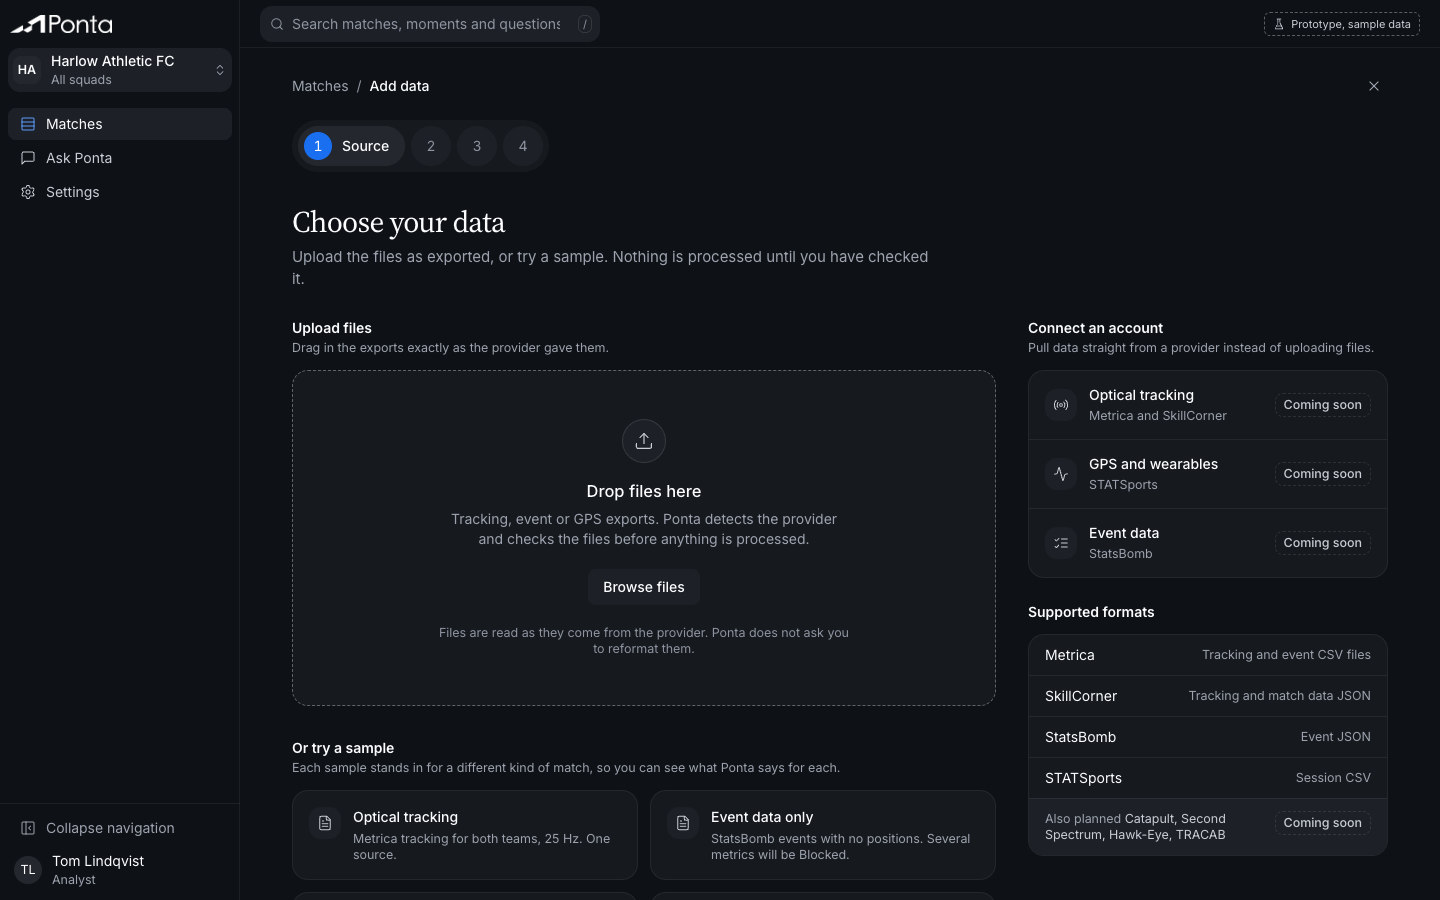 Ponta
HA
Harlow Athletic FC
All squads
Matches
Ask Ponta
Settings
Collapse navigation
TL
Tom Lindqvist
Analyst
Search matches, moments and questions
/
Prototype, sample data
Matches / Add data
1 Source 2 3 4
Choose your data
Upload the files as exported, or try a sample. Nothing is processed until you have checked
it.
Upload files
Drag in the exports exactly as the provider gave them.
Drop files here
Tracking, event or GPS exports. Ponta detects the provider
and checks the files before anything is processed.
Browse files
Files are read as they come from the provider. Ponta does not ask you
to reformat them.
Or try a sample
Each sample stands in for a different kind of match, so you can see what Ponta says for each.
Optical tracking
Metrica tracking for both teams, 25 Hz. One
source.
Event data only
StatsBomb events with no positions. Several
metrics will be Blocked.
Connect an account
Pull data straight from a provider instead of uploading files.
Optical tracking
Metrica and SkillCorner
Coming soon
GPS and wearables
STATSports
Coming soon
Event data
StatsBomb
Coming soon
Supported formats
Metrica Tracking and event CSV files
SkillCorner Tracking and match data JSON
StatsBomb Event JSON
STATSports Session CSV
Also planned Catapult, Second
Spectrum, Hawk-Eye, TRACAB
Coming soon